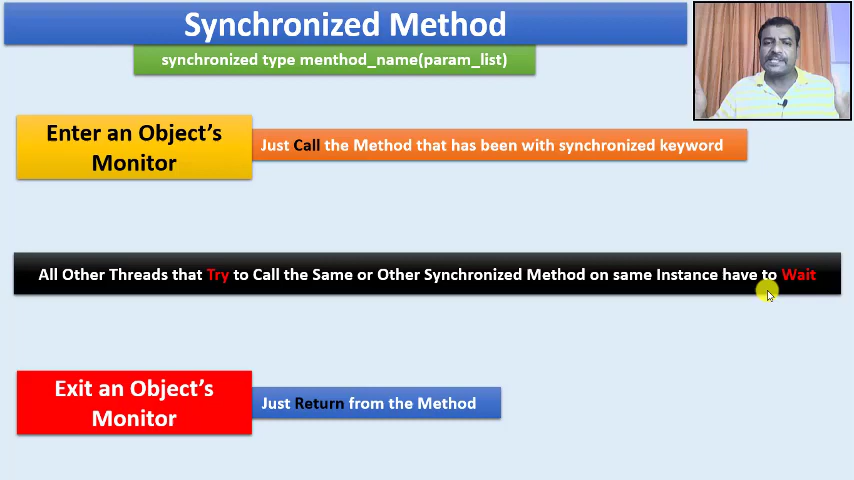 Synchronized Method
synchronized type menthod_name(param_list)
Enter an Object's
Monitor
Just Call the Method that has been with synchronized keyword
All Other Threads that Try to Call the Same or Other Synchronized Method on same Instance have to Wait
Exit an Object's
Monitor
Just Return from the Method